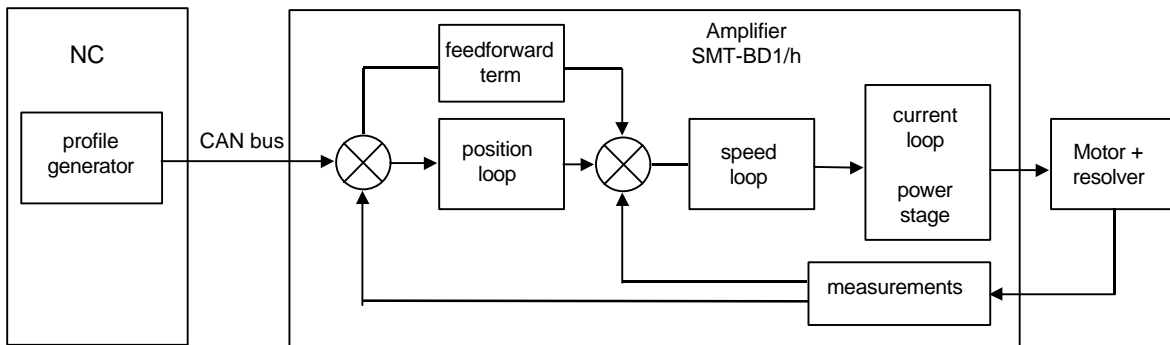 NC
profile
generator
CAN bus
Amplifier
SMT-BD1/h
feedforward
term
position
loop
speed
loop
current
loop
power
stage
Motor +
resolver
measurements